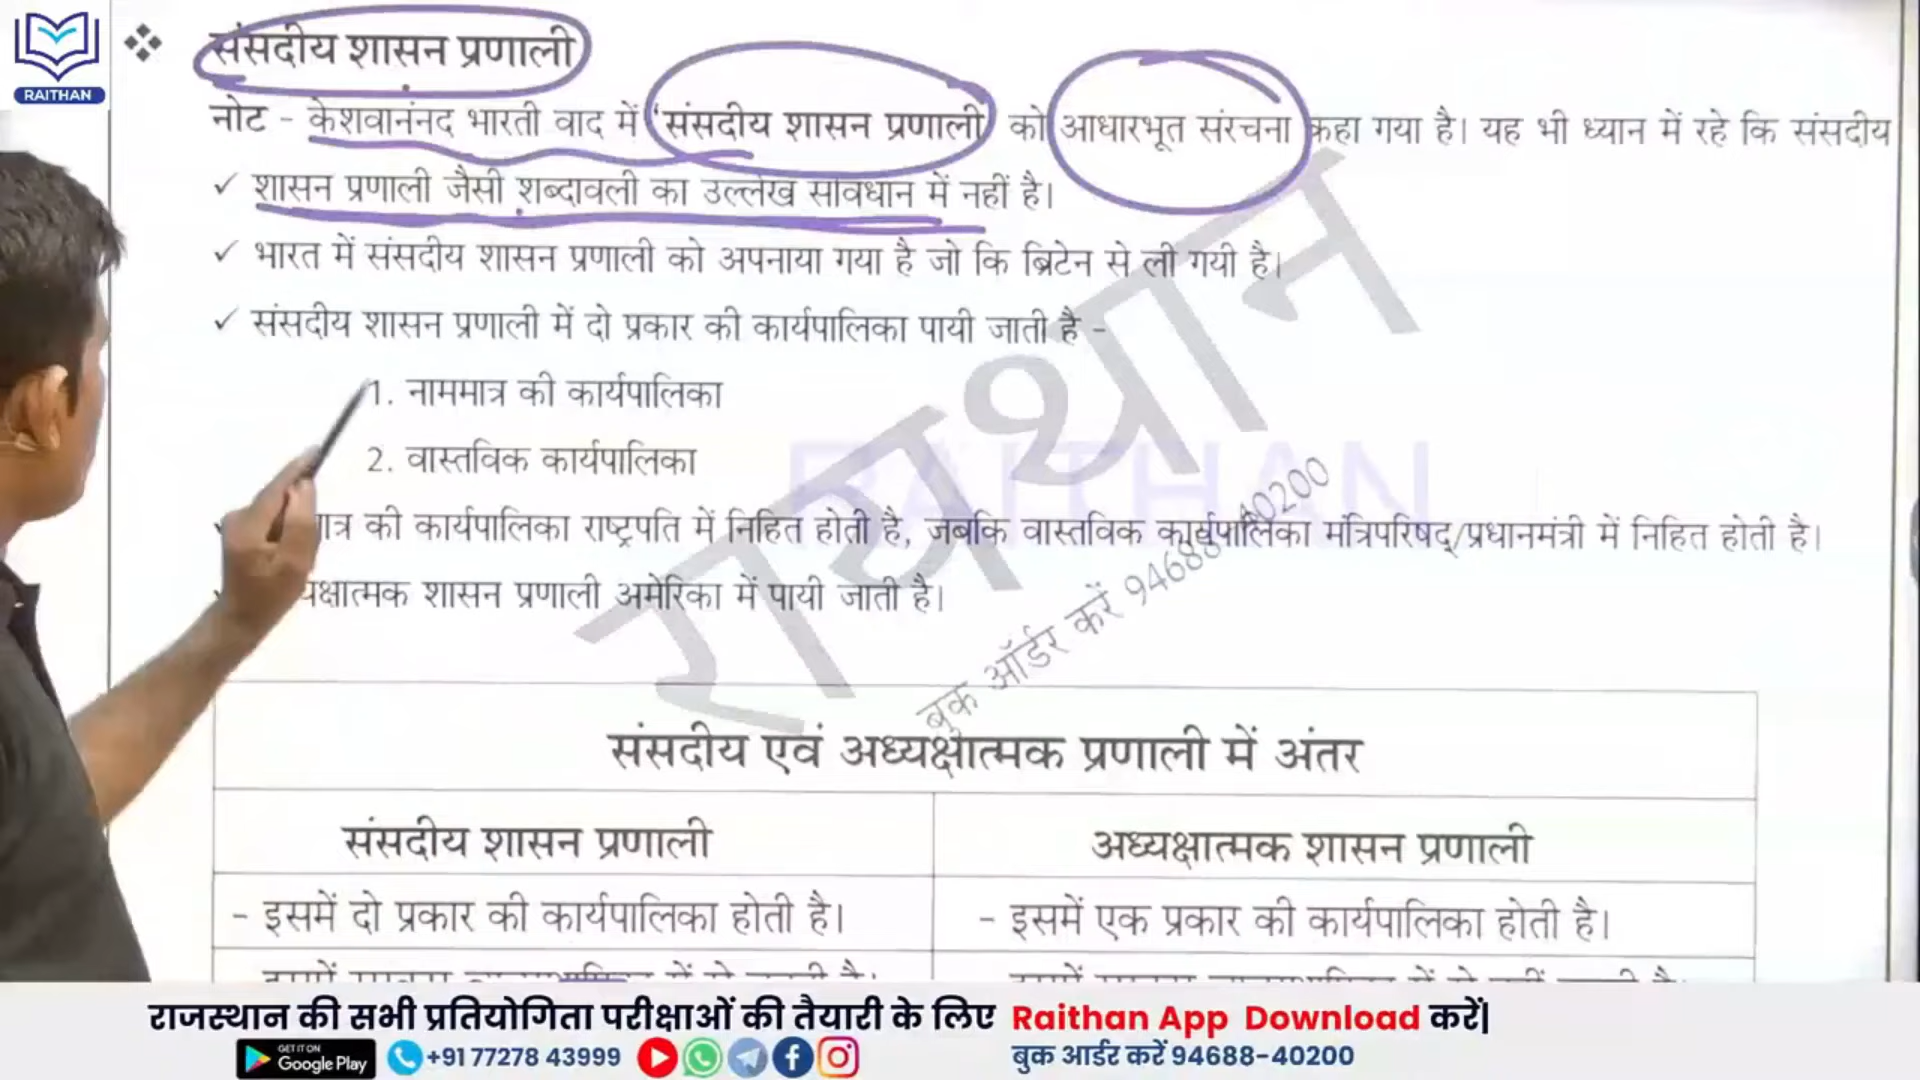 RAITHAN
❖ संसदीय शासन प्रणाली
नोट - केशवानंनद भारती वाद में 'संसदीय शासन प्रणाली' को आधारभूत संरचना कहा गया है। यह भी ध्यान में रहे कि संसदीय
✓ शासन प्रणाली जैसी शब्दावली का उल्लेख संविधान में नहीं है।
✓ भारत में संसदीय शासन प्रणाली को अपनाया गया है जो कि ब्रिटेन से ली गयी है।
✓ संसदीय शासन प्रणाली में दो प्रकार की कार्यपालिका पायी जाती है -
1. नाममात्र की कार्यपालिका
2. वास्तविक कार्यपालिका
मात्र की कार्यपालिका राष्ट्रपति में निहित होती है, जबकि वास्तविक कार्यपालिका मंत्रिपरिषद्/प्रधानमंत्री में निहित होती है।
शासन प्रणाली अमेरिका में पायी जाती है।
रायथान
RAITHAN
बुक ऑर्डर करें 94688-40200
संसदीय एवं अध्यक्षात्मक प्रणाली में अंतर
संसदीय शासन प्रणाली
अध्यक्षात्मक शासन प्रणाली
- इसमें दो प्रकार की कार्यपालिका होती है।
- इसमें एक प्रकार की कार्यपालिका होती है।
राजस्थान की सभी प्रतियोगिता परीक्षाओं की तैयारी के लिए Raithan App Download करें|
GET IT ON
Google Play
+91 77278 43999
बुक आर्डर करें 94688-40200